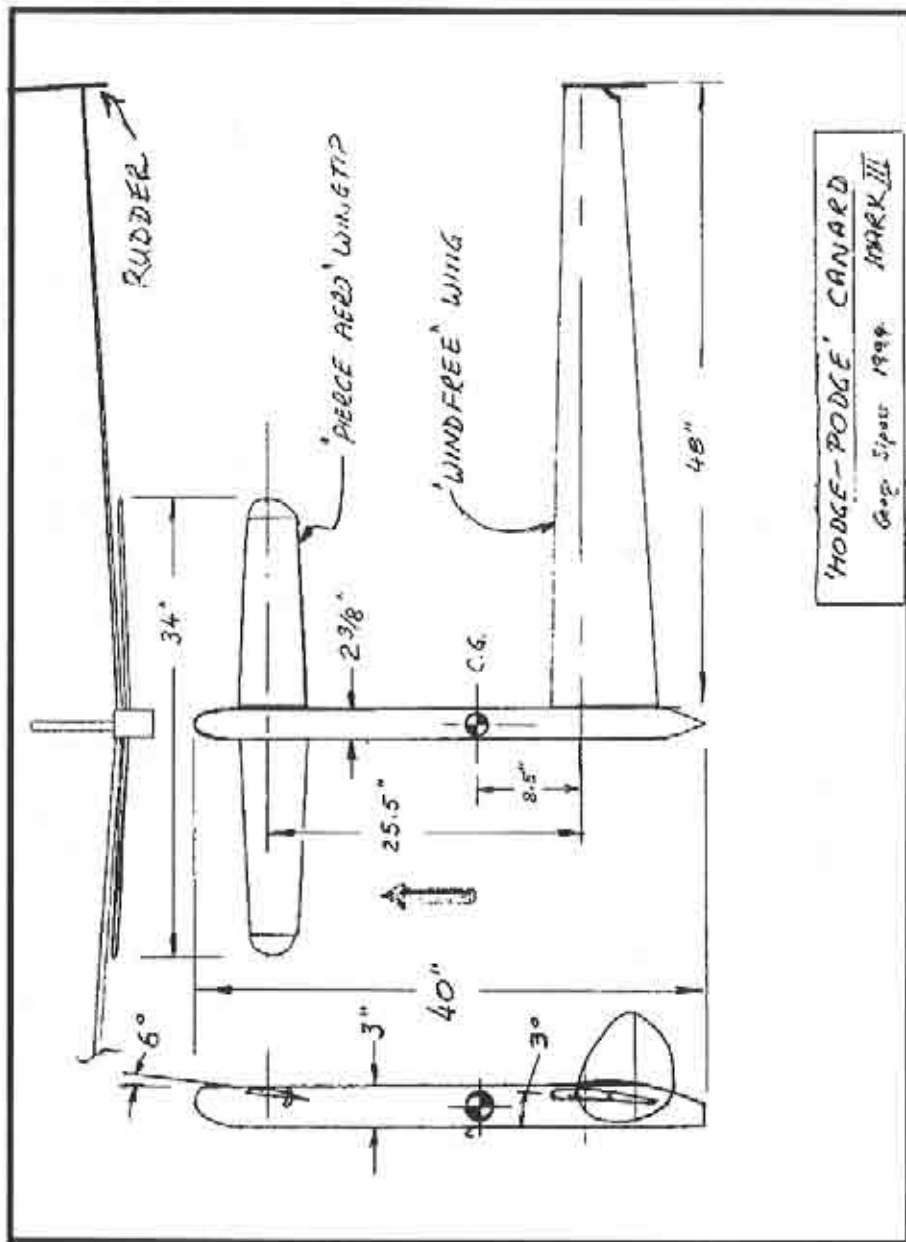 RUDDER
"PIERCE AERO" WINGTIP
"WINDFREE" WING
34"
2 3/8"
C.G.
48"
8.5"
25.5"
40"
6°
3"
3°
'HODGE-PODGE' CANARD
1994 MARK III